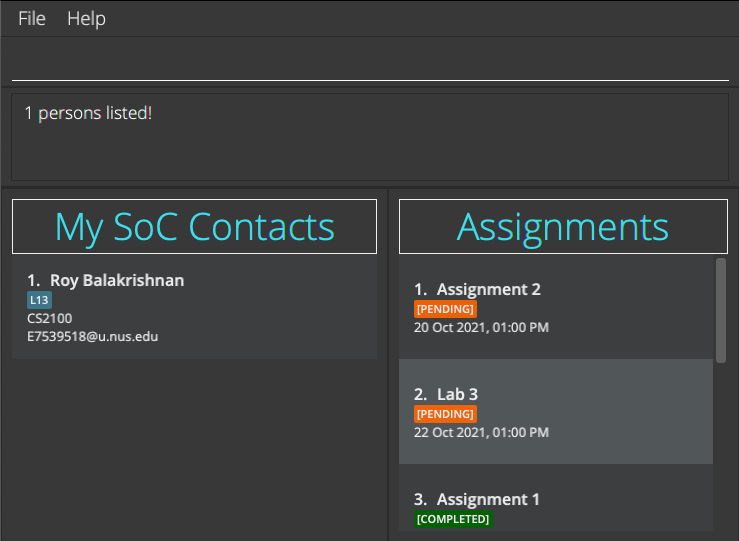 File Help
1 persons listed!
My SoC Contacts
1. Roy Balakrishnan
L13
CS2100
E7539518@u.nus.edu
Assignments
1. Assignment 2
[PENDING]
20 Oct 2021, 01:00 PM
2. Lab 3
[PENDING]
22 Oct 2021, 01:00 PM
3. Assignment 1
[COMPLETED]